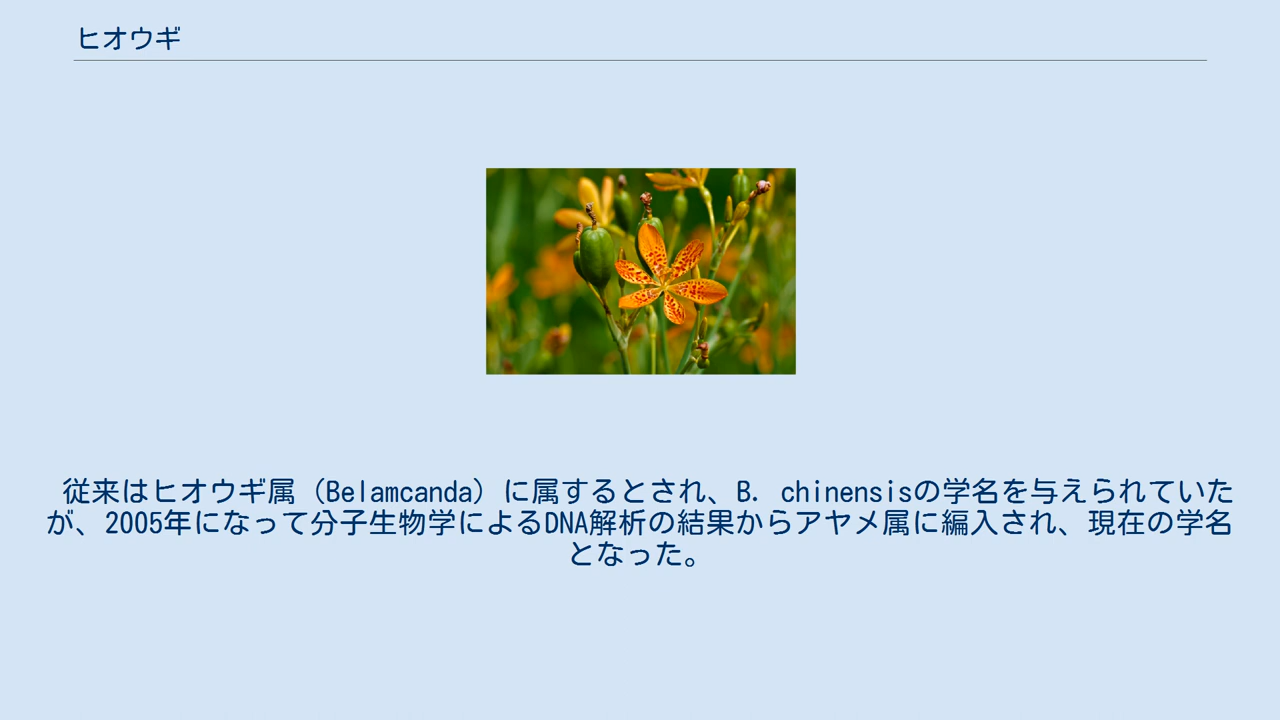 ヒオウギ
従来はヒオウギ属（Belamcanda）に属するとされ、B. chinensisの学名を与えられていた
が、2005年になって分子生物学によるDNA解析の結果からアヤメ属に編入され、現在の学名
となった。